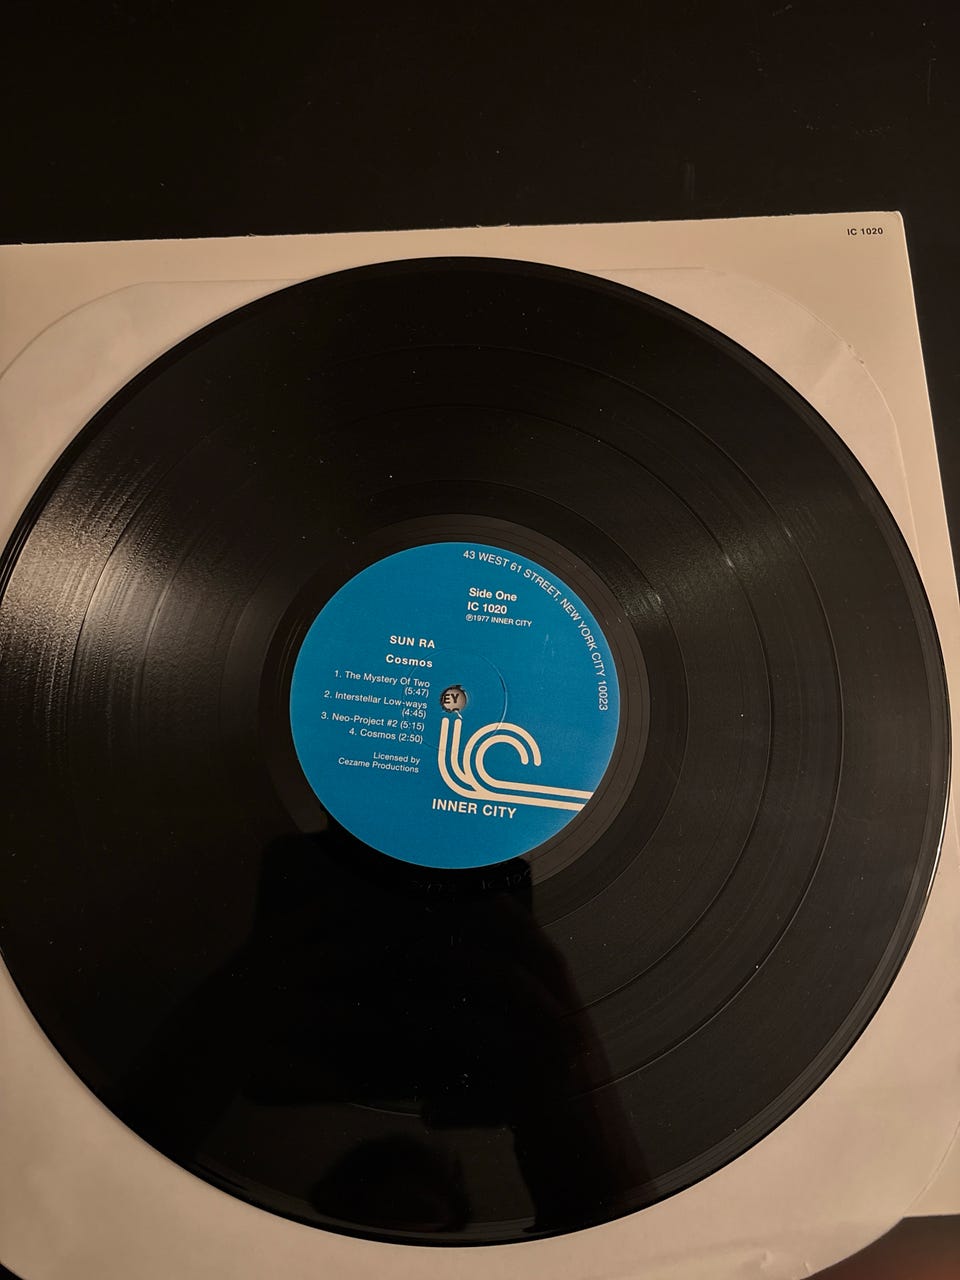 IC 1020
43 WEST 61 STREET, NEW YORK CITY 10023
Side One
IC 1020
℗1977 INNER CITY
SUN RA
Cosmos
1. The Mystery Of Two
(5:47)
2. Interstellar Low-ways
(4:45)
3. Neo-Project #2 (5:15)
4. Cosmos (2:50)
Licensed by
Cezame Productions
EY
ic
INNER CITY